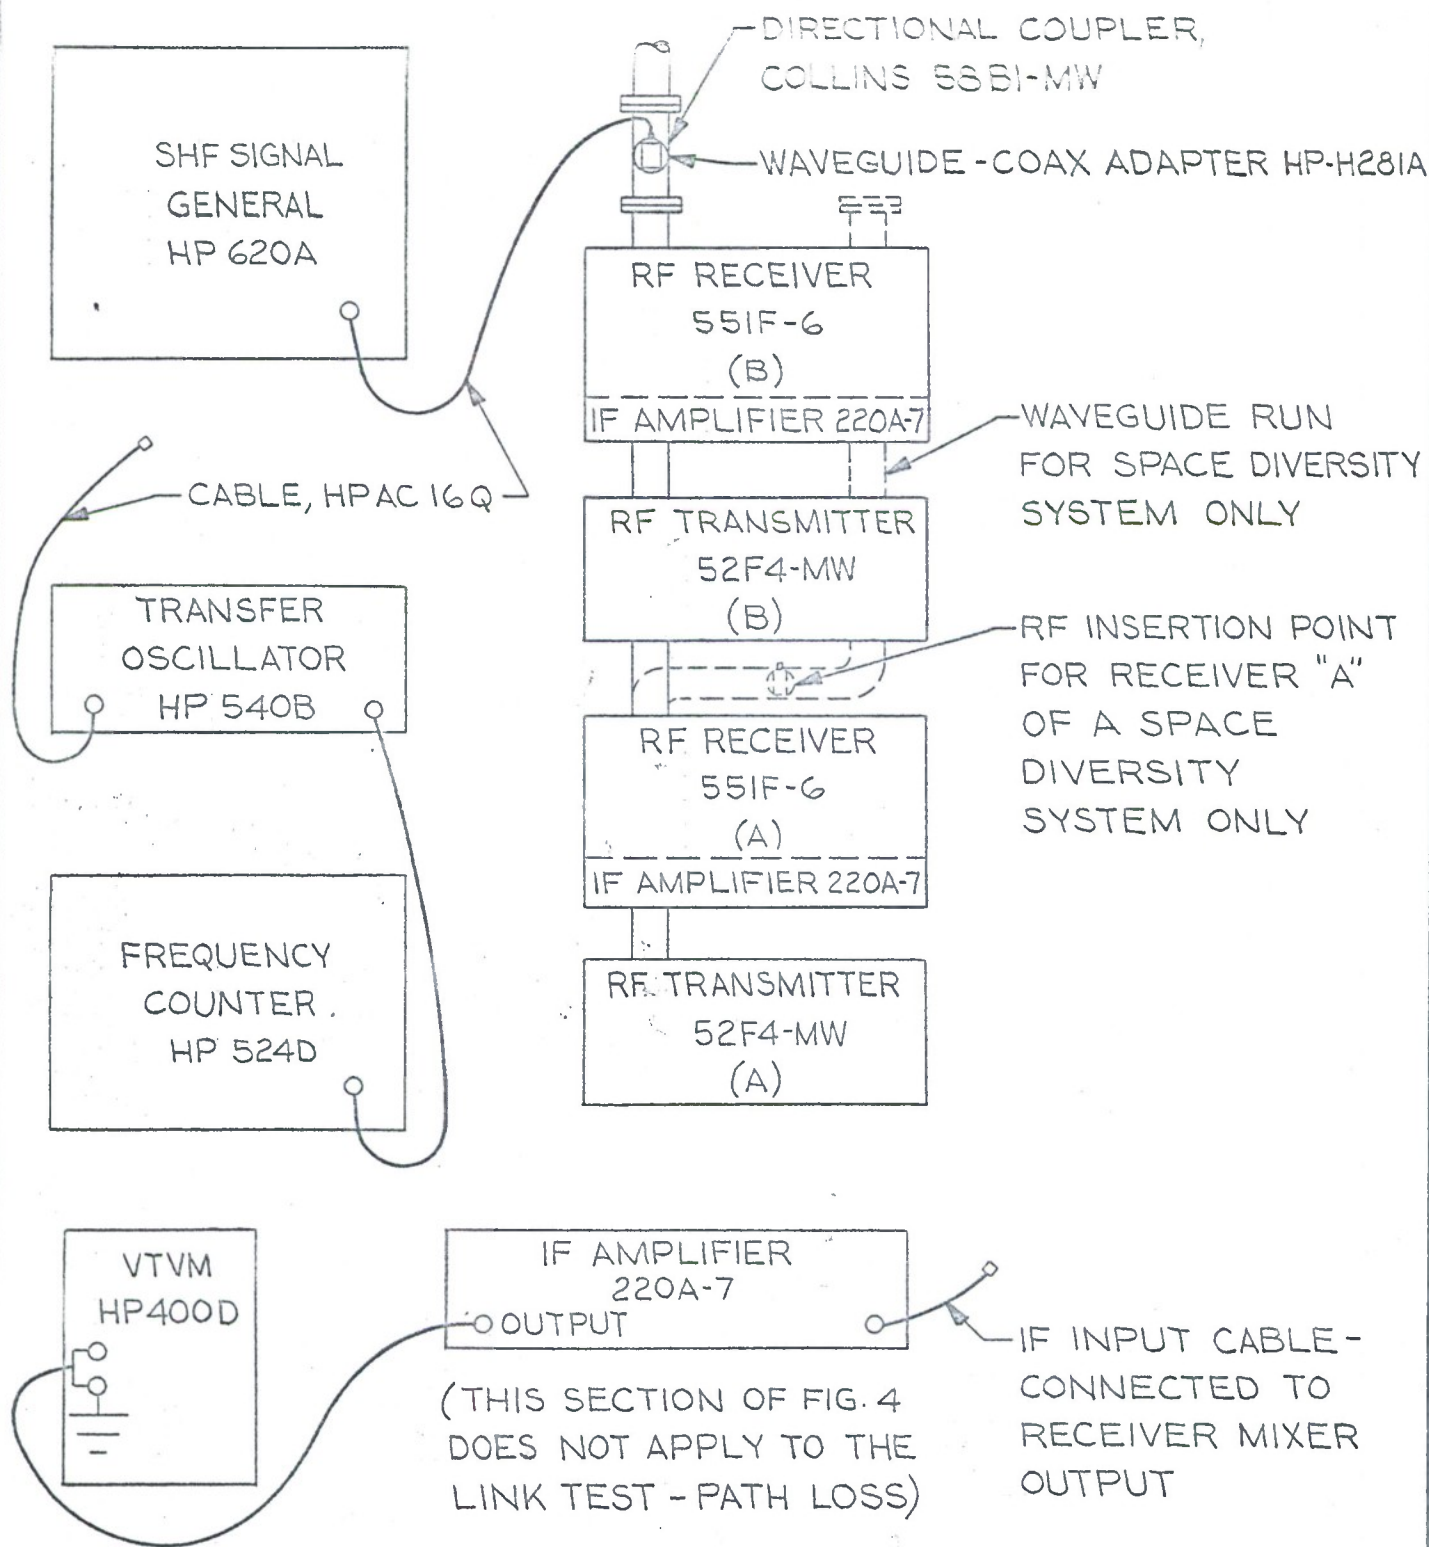 DIRECTIONAL COUPLER,
COLLINS 58B1-MW
WAVEGUIDE-COAX ADAPTER HP-H281A
SHF SIGNAL
GENERAL
HP 620A
RF RECEIVER
551F-6
(B)
IF AMPLIFIER 220A-7
WAVEGUIDE RUN
FOR SPACE DIVERSITY
SYSTEM ONLY
CABLE, HPAC 16Q
RF TRANSMITTER
52F4-MW
(B)
TRANSFER
OSCILLATOR
HP 540B
RF INSERTION POINT
FOR RECEIVER "A"
OF A SPACE
DIVERSITY
SYSTEM ONLY
RF RECEIVER
551F-6
(A)
IF AMPLIFIER 220A-7
FREQUENCY
COUNTER
HP 524D
RF TRANSMITTER
52F4-MW
(A)
VTVM
HP400D
IF AMPLIFIER
220A-7
OUTPUT
IF INPUT CABLE-
CONNECTED TO
RECEIVER MIXER
OUTPUT
(THIS SECTION OF FIG. 4
DOES NOT APPLY TO THE
LINK TEST - PATH LOSS)